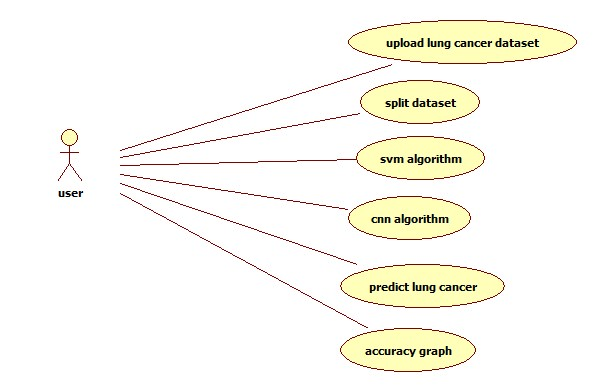 upload lung cancer dataset
split dataset
svm algorithm
user
cnn algorithm
predict lung cancer
accuracy graph